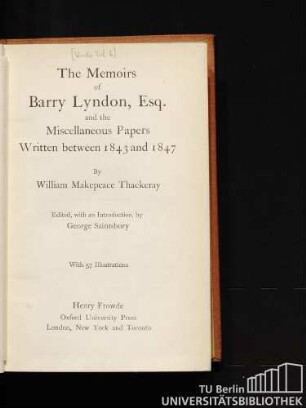 The Memoirs
of
Barry Lyndon, Esq.
and the
Miscellaneous Papers
Written between 1843 and 1847
By
William Makepeace Thackeray
Edited, with an Introduction by
George Saintsbury
With 57 Illustrations
Henry Frowde
Oxford University Press
London, New York and Toronto
TU Berlin
UNIVERSITÄTSBIBLIOTHEK